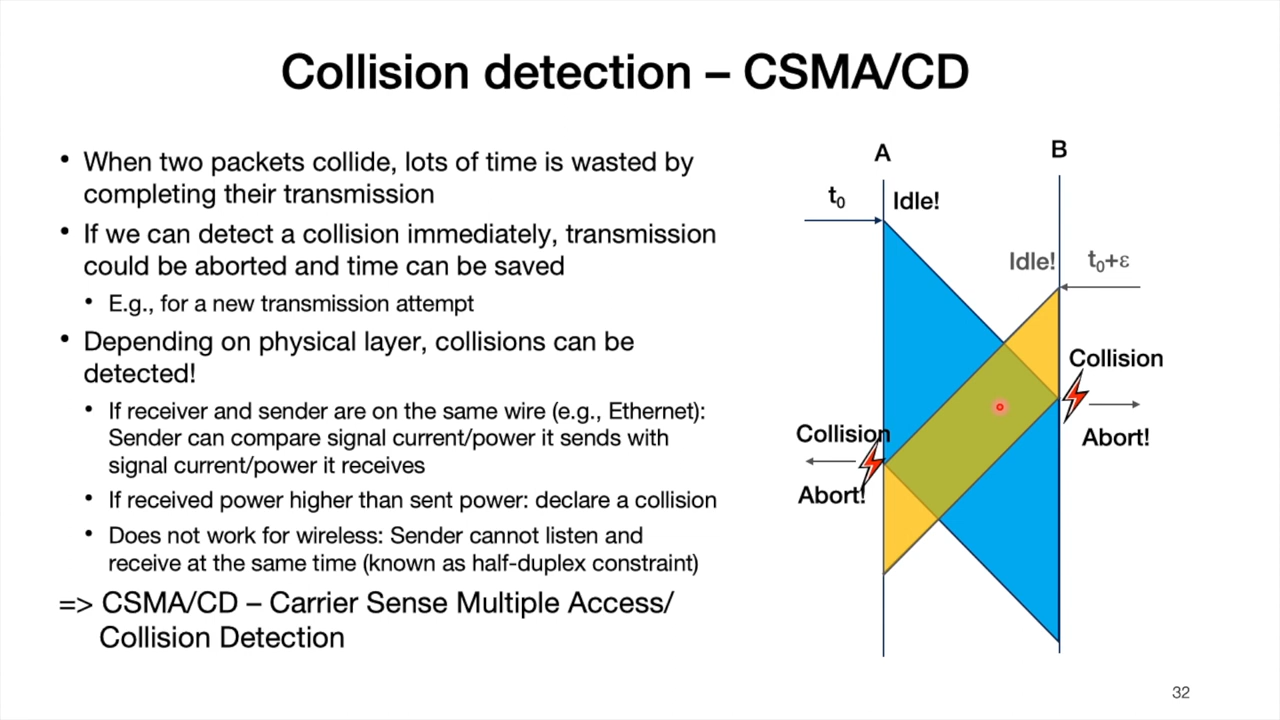 Collision detection – CSMA/CD
• When two packets collide, lots of time is wasted by
completing their transmission
• If we can detect a collision immediately, transmission
could be aborted and time can be saved
• E.g., for a new transmission attempt
• Depending on physical layer, collisions can be
detected!
• If receiver and sender are on the same wire (e.g., Ethernet):
Sender can compare signal current/power it sends with
signal current/power it receives
• If received power higher than sent power: declare a collision
• Does not work for wireless: Sender cannot listen and
receive at the same time (known as half-duplex constraint)
=> CSMA/CD – Carrier Sense Multiple Access/
Collision Detection
A
B
t₀
Idle!
Idle!
t₀+ε
Collision
Abort!
Collision
Abort!
32